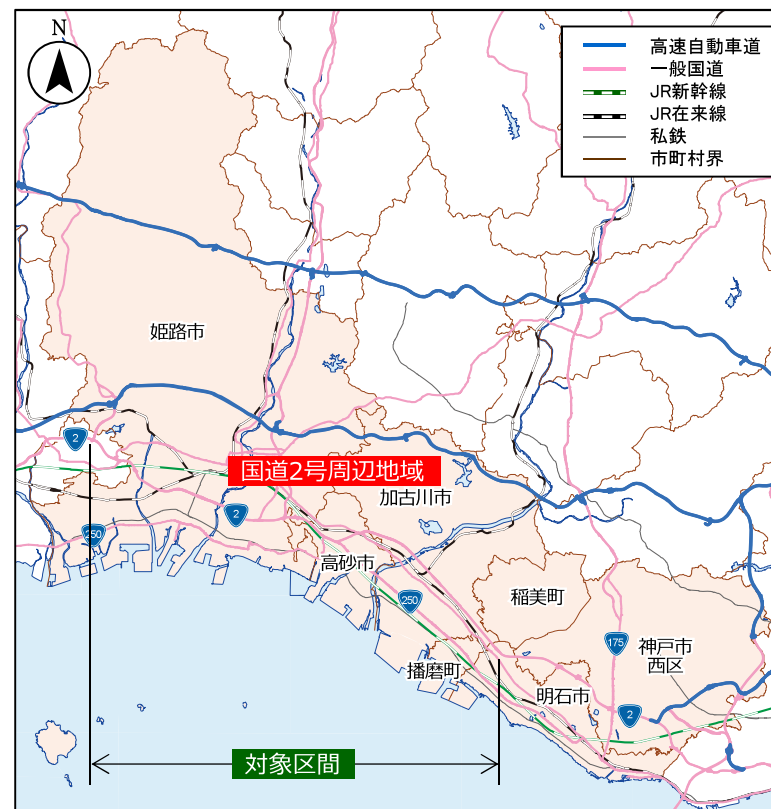 N
高速自動車道
一般国道
JR新幹線
JR在来線
私鉄
市町村界
姫路市
2
国道2号周辺地域
加古川市
2
250
高砂市
稲美町
250
175
神戸市
西区
播磨町
明石市
2
対象区間